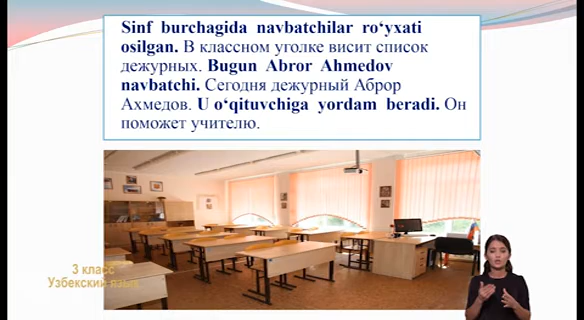 Sinf burchagida navbatchilar ro‘yxati
osilgan. В классном уголке висит список
дежурных. Bugun Abror Ahmedov
navbatchi. Сегодня дежурный Аброр
Ахмедов. U o‘qituvchiga yordam beradi. Он
поможет учителю.
3 класс
Узбекский язык